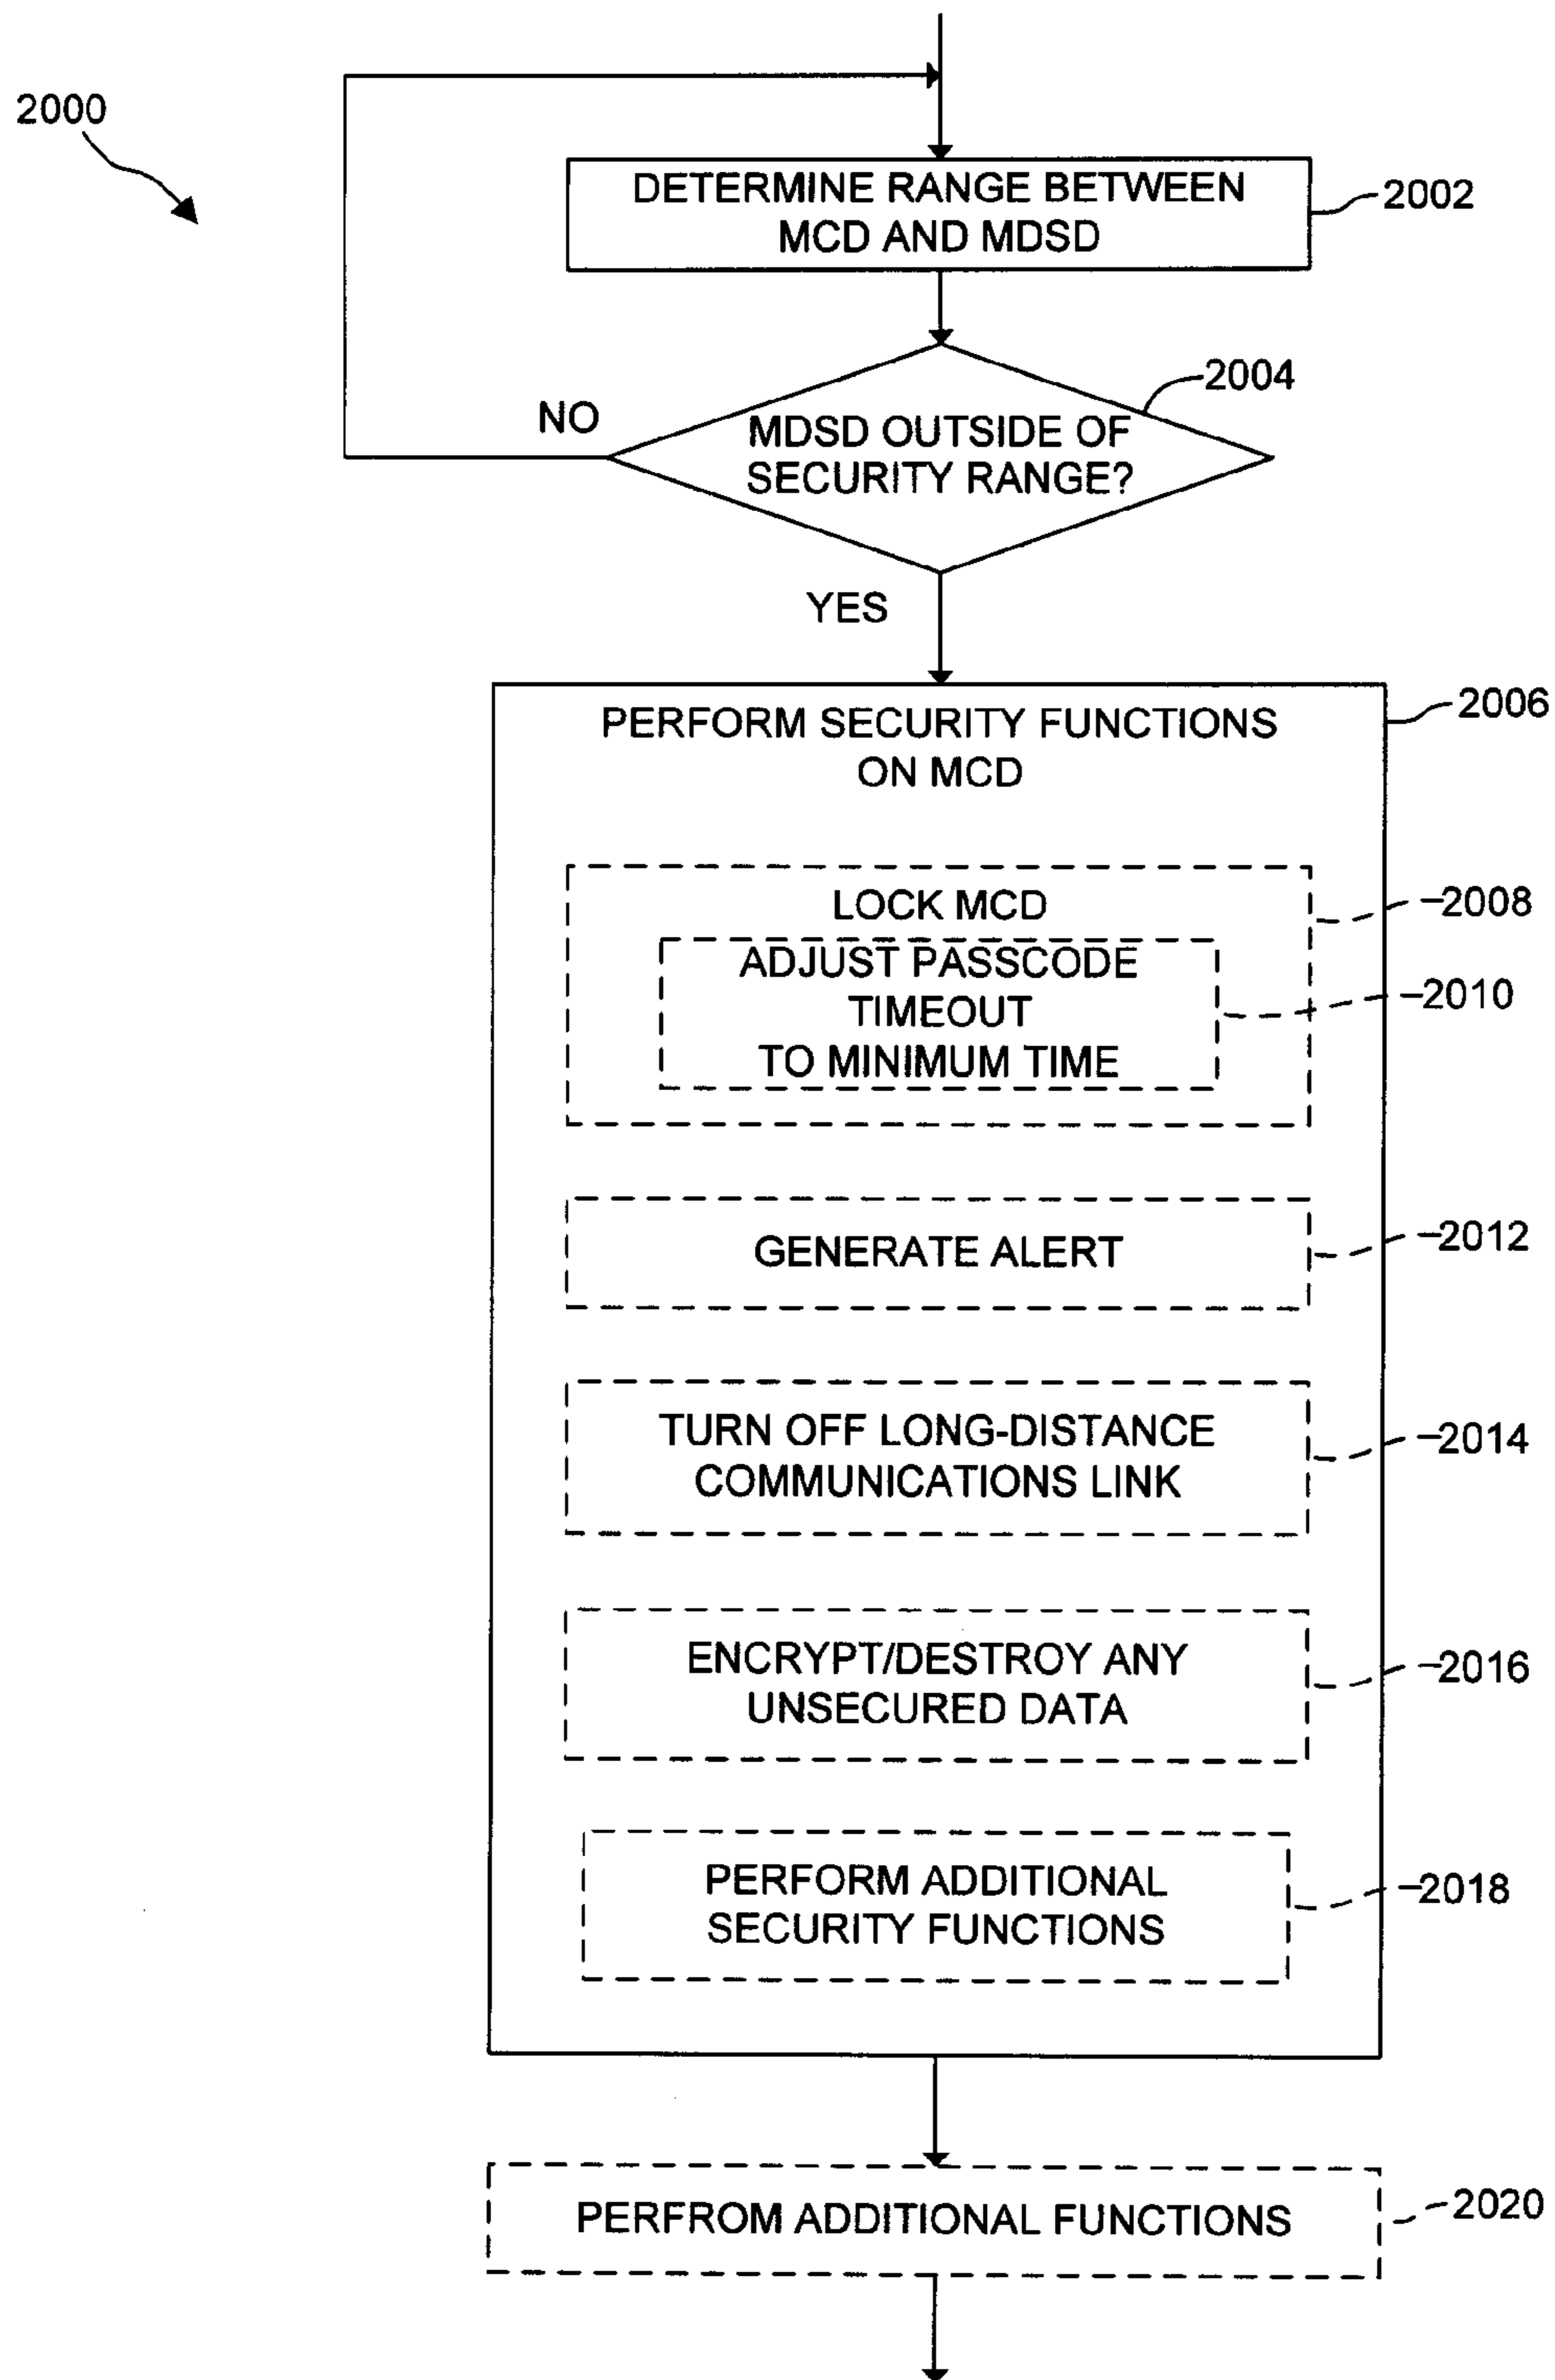 2000
DETERMINE RANGE BETWEEN
MCD AND MDSD
2002
2004
NO
MDSD OUTSIDE OF
SECURITY RANGE?
YES
PERFORM SECURITY FUNCTIONS
ON MCD
2006
LOCK MCD
2008
ADJUST PASSCODE
TIMEOUT
TO MINIMUM TIME
2010
GENERATE ALERT
2012
TURN OFF LONG-DISTANCE
COMMUNICATIONS LINK
2014
ENCRYPT/DESTROY ANY
UNSECURED DATA
2016
PERFORM ADDITIONAL
SECURITY FUNCTIONS
2018
PERFROM ADDITIONAL FUNCTIONS
2020